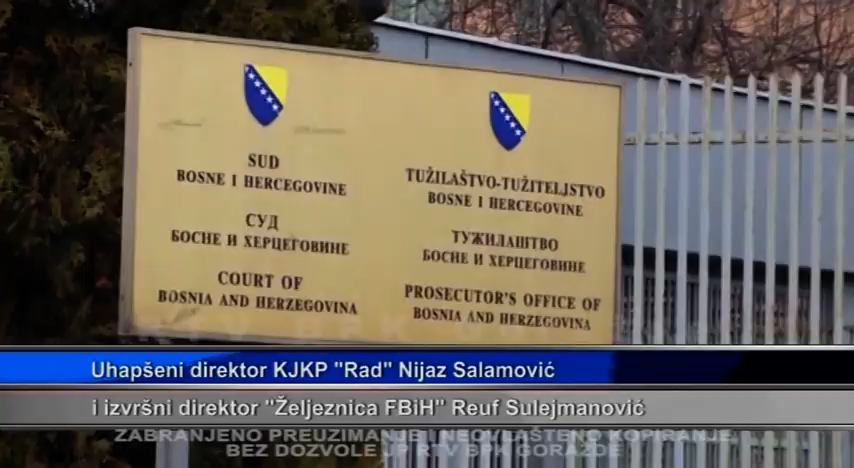 SUD
BOSNE I HERCEGOVINE
СУД
БОСНЕ И ХЕРЦЕГОВИНЕ
COURT OF
BOSNIA AND HERZEGOVINA
TUŽILAŠTVO-TUŽITELJSTVO
BOSNE I HERCEGOVINE
ТУЖИЛАШТВО
БОСНЕ И ХЕРЦЕГОВИНЕ
PROSECUTOR'S OFFICE OF
BOSNIA AND HERZEGOVINA
Uhapšeni direktor KJKP "Rad" Nijaz Salamović
i izvršni direktor "Željeznica FBiH" Reuf Sulejmanović
ZABRANJENO PREUZIMANJE I NEOVLAŠTENO KOPIRANJE
BEZ DOZVOLE JP RTV BPK GORAŽDE